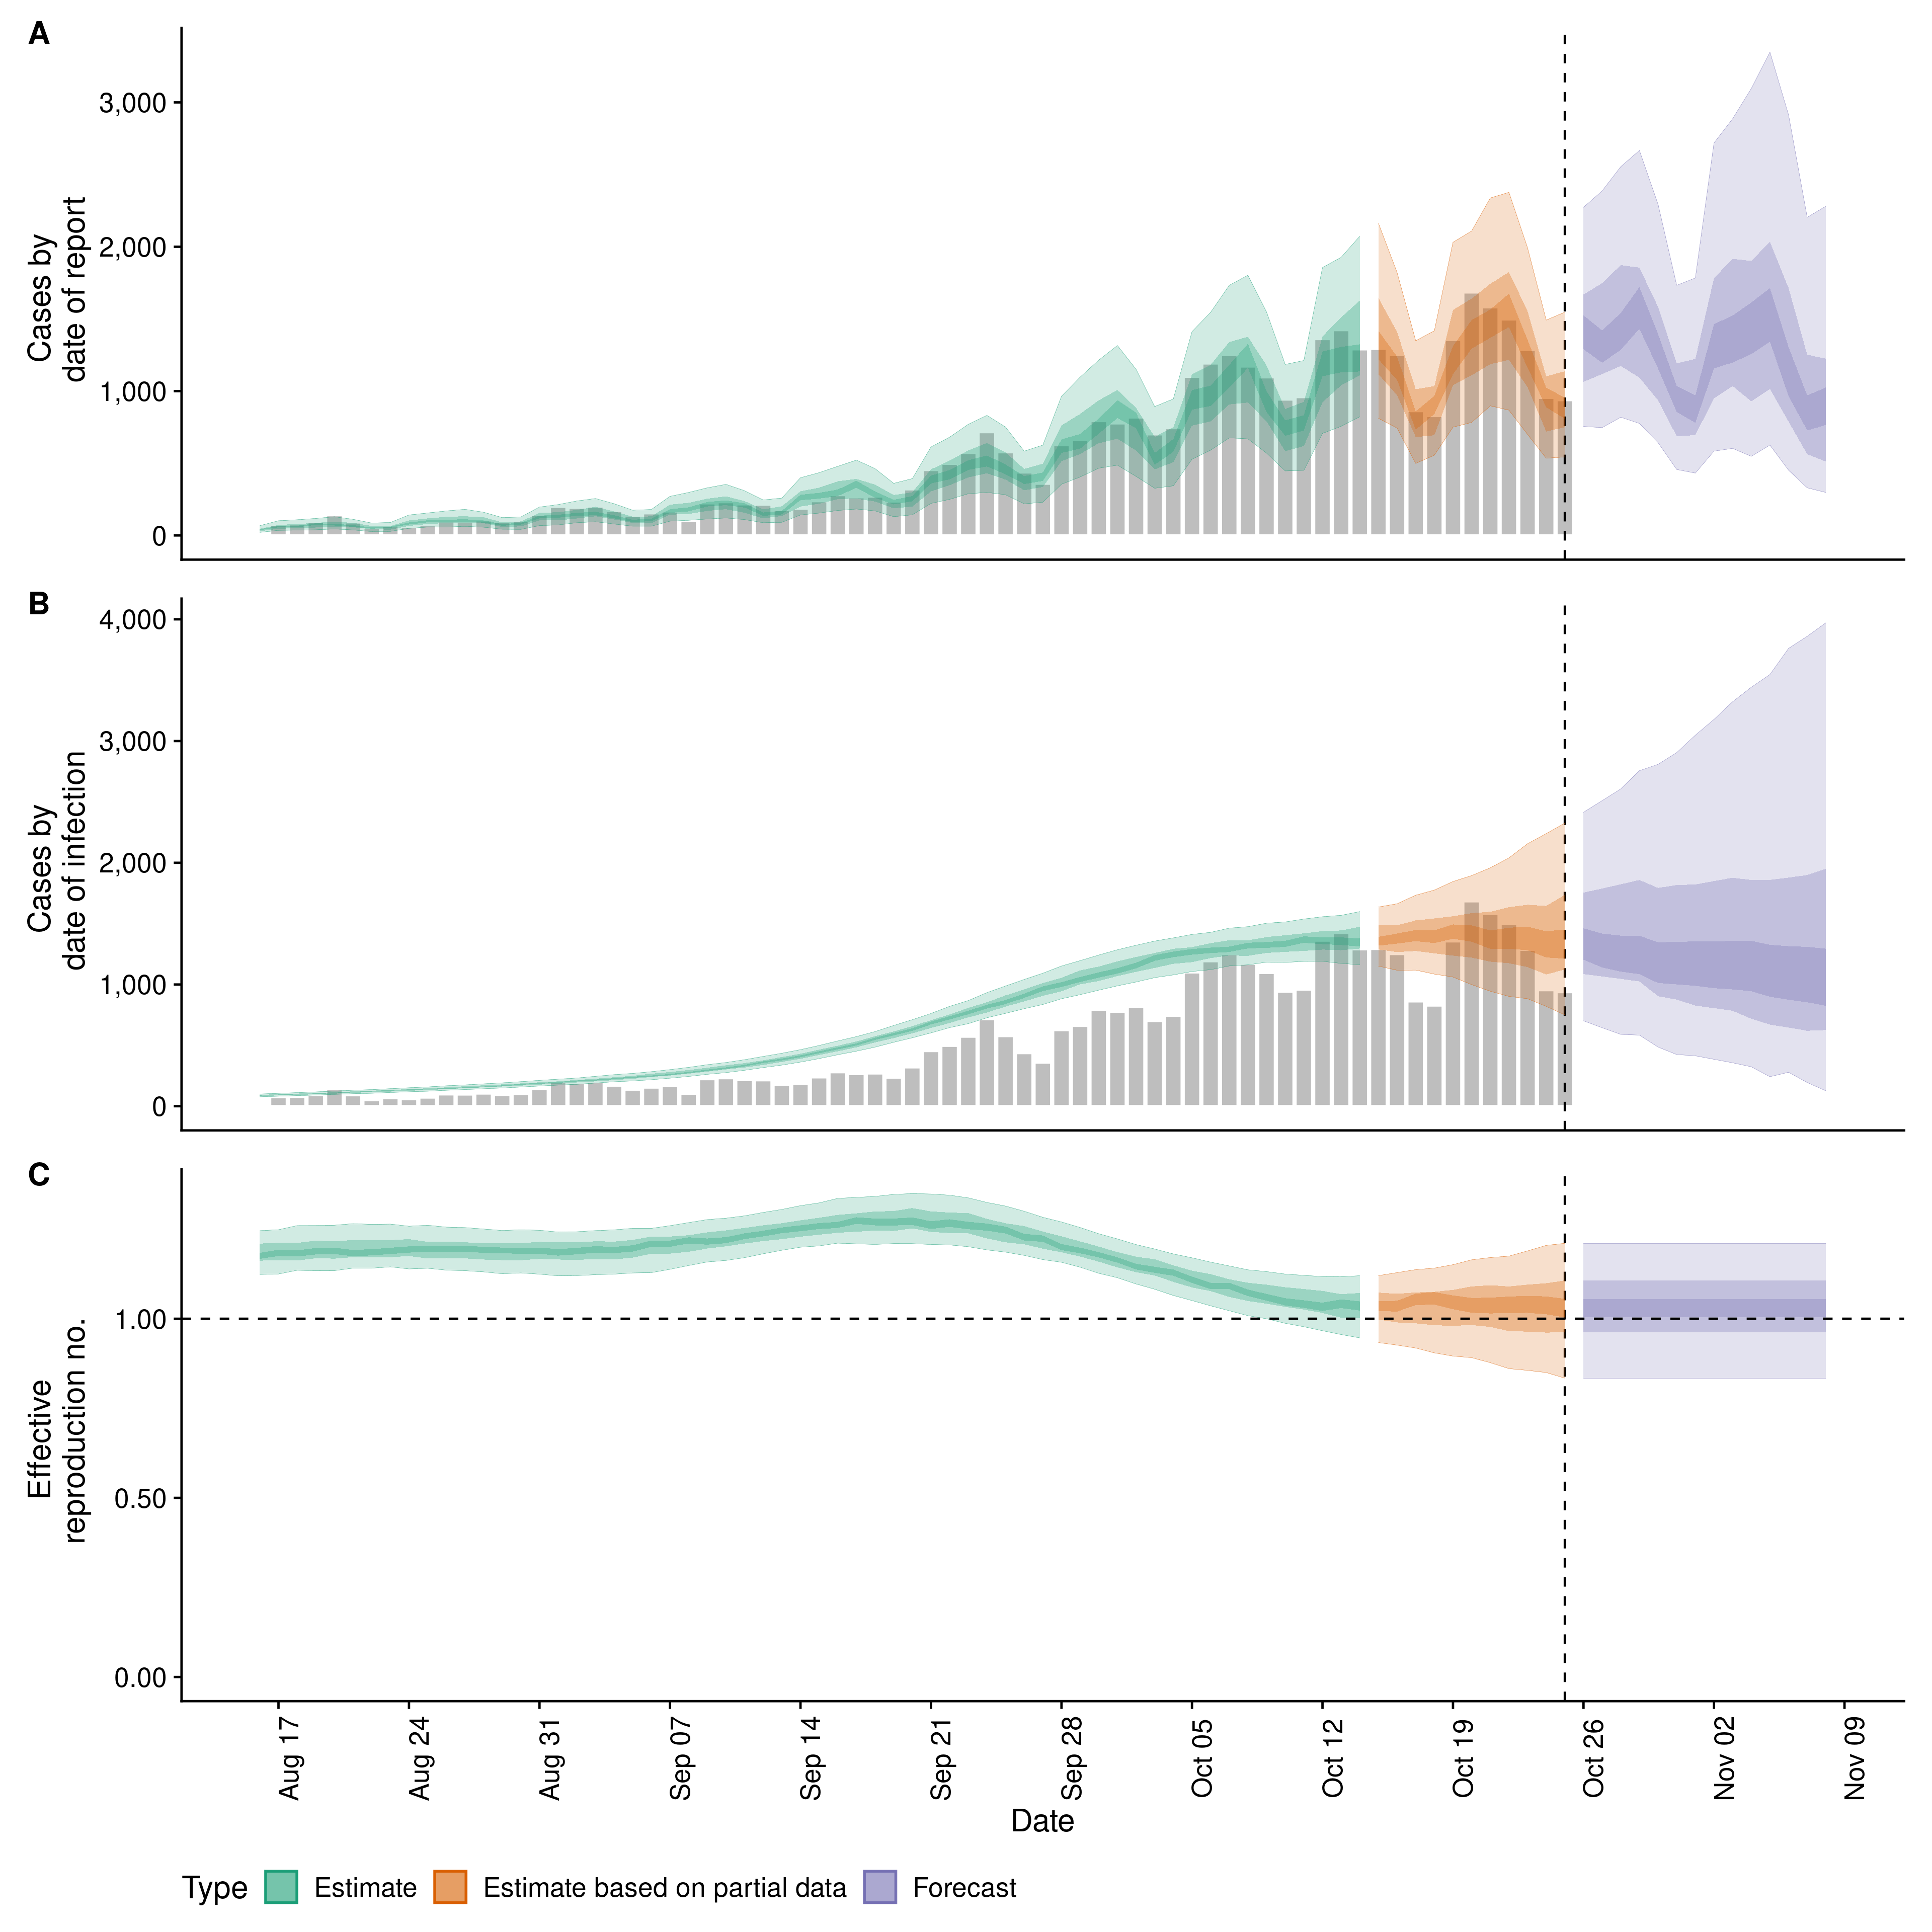 A
Cases by
date of report
3,000
2,000
1,000
0
B
Cases by
date of infection
4,000
3,000
2,000
1,000
0
C
Effective
reproduction no.
1.00
0.50
0.00
Aug 17
Aug 24
Aug 31
Sep 07
Sep 14
Sep 21
Sep 28
Oct 05
Oct 12
Oct 19
Oct 26
Nov 02
Nov 09
Date
Type
Estimate
Estimate based on partial data
Forecast